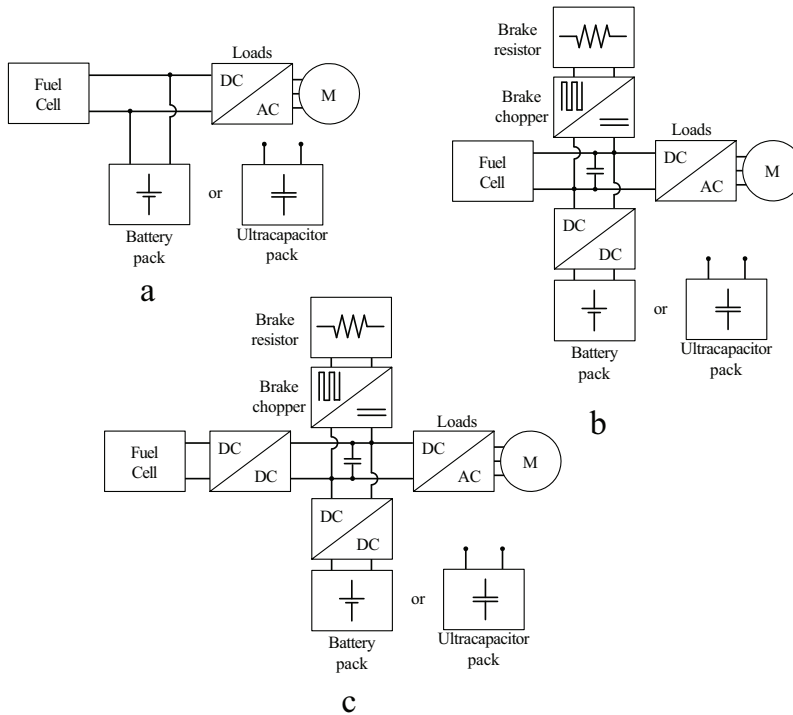 Loads
Fuel
Cell
DC
AC
M
or
Battery
pack
Ultracapacitor
pack
a
Brake
resistor
Brake
chopper
Loads
Fuel
Cell
DC
AC
M
DC
DC
or
Battery
pack
Ultracapacitor
pack
b
Brake
resistor
Brake
chopper
Loads
Fuel
Cell
DC
DC
DC
AC
M
DC
DC
or
Battery
pack
Ultracapacitor
pack
c